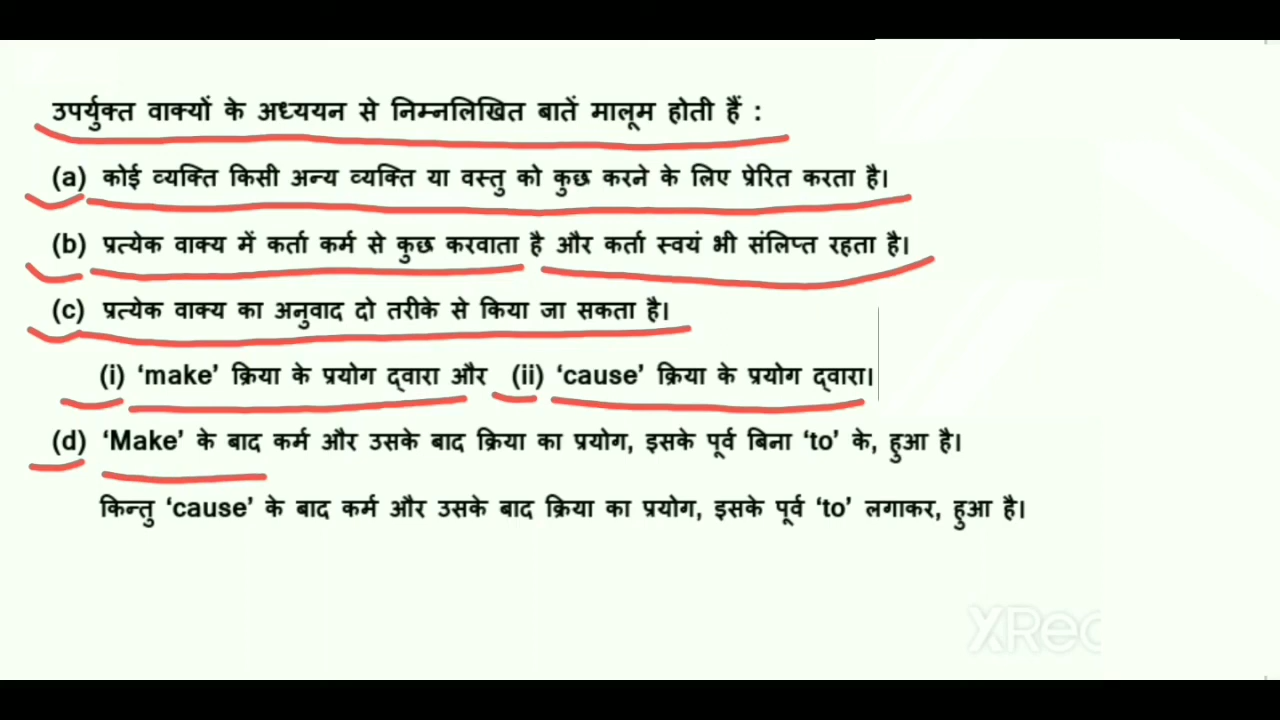 उपर्युक्त वाक्यों के अध्ययन से निम्नलिखित बातें मालूम होती हैं :
(a) कोई व्यक्ति किसी अन्य व्यक्ति या वस्तु को कुछ करने के लिए प्रेरित करता है।
(b) प्रत्येक वाक्य में कर्ता कर्म से कुछ करवाता है और कर्ता स्वयं भी संलिप्त रहता है।
(c) प्रत्येक वाक्य का अनुवाद दो तरीके से किया जा सकता है।
(i) ‘make’ क्रिया के प्रयोग द्वारा और (ii) ‘cause’ क्रिया के प्रयोग द्वारा।
(d) ‘Make’ के बाद कर्म और उसके बाद क्रिया का प्रयोग, इसके पूर्व बिना ‘to’ के, हुआ है।
किन्तु ‘cause’ के बाद कर्म और उसके बाद क्रिया का प्रयोग, इसके पूर्व ‘to’ लगाकर, हुआ है।
XRec